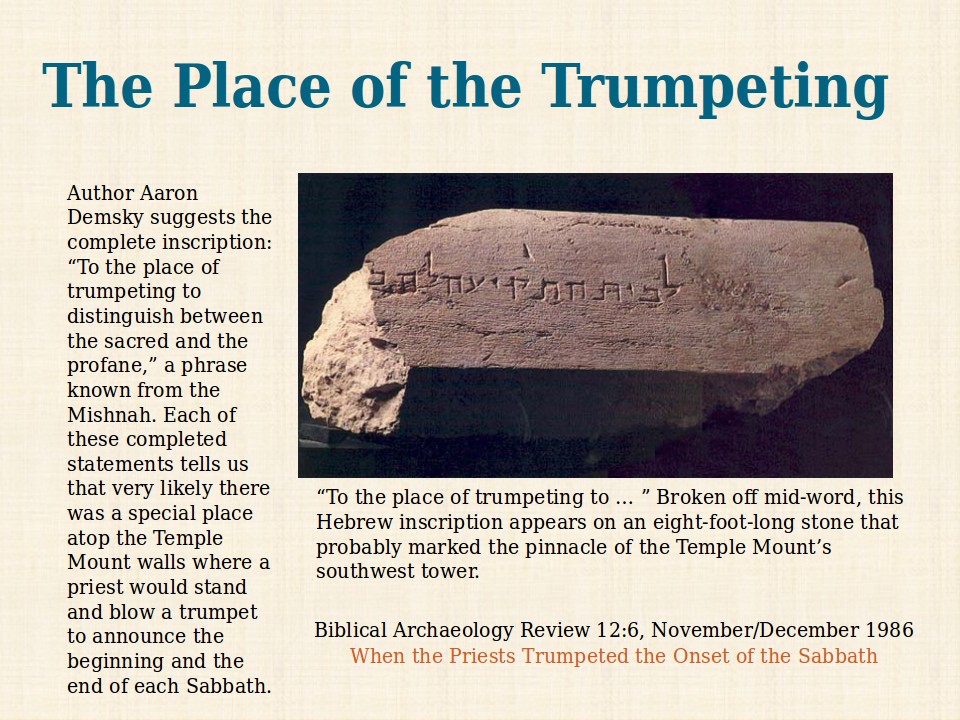 The Place of the Trumpeting
Author Aaron
Demsky suggests the
complete inscription:
“To the place of
trumpeting to
distinguish between
the sacred and the
profane,” a phrase
known from the
Mishnah. Each of
these completed
statements tells us
that very likely there
was a special place
atop the Temple
Mount walls where a
priest would stand
and blow a trumpet
to announce the
beginning and the
end of each Sabbath.
לבית התקיעה להכ
“To the place of trumpeting to … ” Broken off mid-word, this
Hebrew inscription appears on an eight-foot-long stone that
probably marked the pinnacle of the Temple Mount’s
southwest tower.
Biblical Archaeology Review 12:6, November/December 1986
When the Priests Trumpeted the Onset of the Sabbath